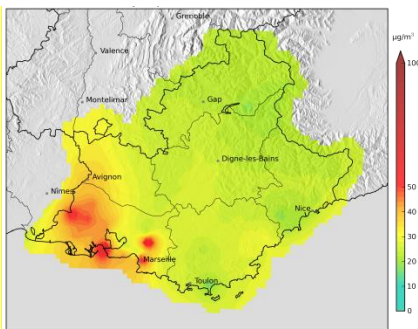 Grenoble
µg/m³
Valence
100
Montelimar
Gap
Digne-les-Bains
Avignon
Nîmes
50
40
Nice
30
Marseille
20
Toulon
10
0